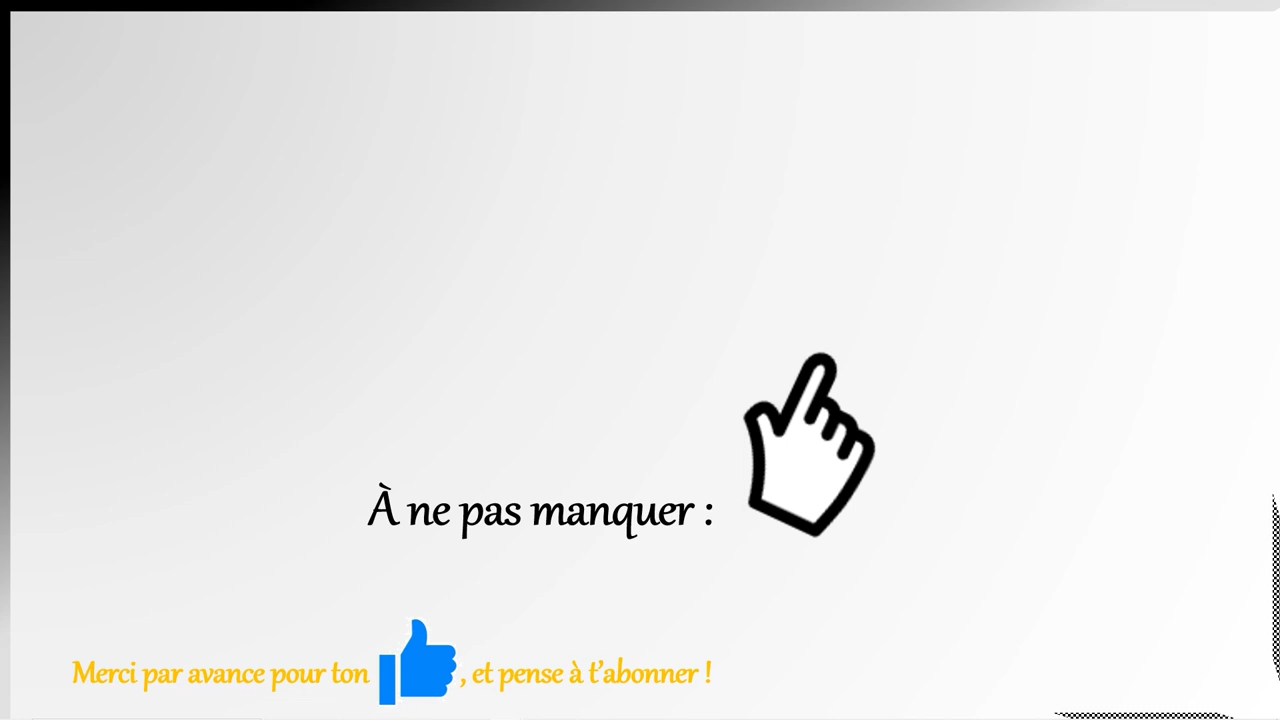 À ne pas manquer :
Merci par avance pour ton , et pense à t’abonner !